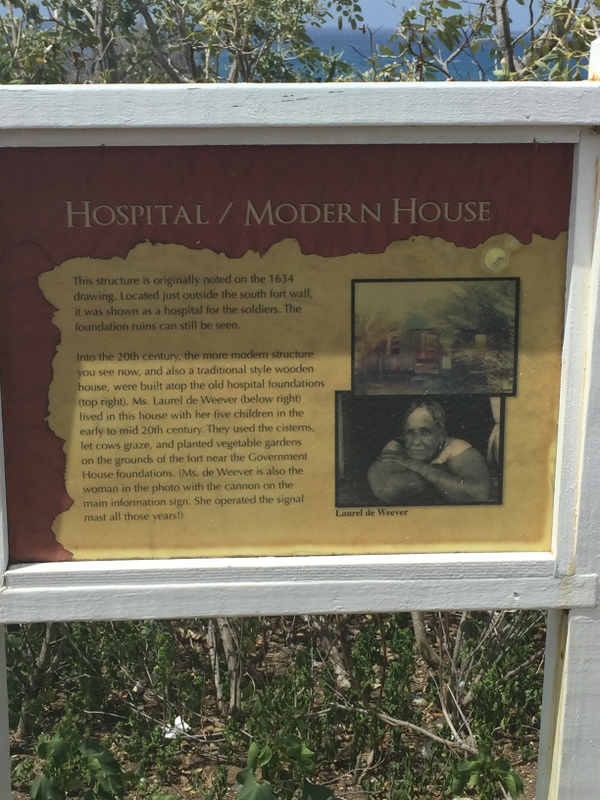 HOSPITAL / MODERN HOUSE
This structure is originally noted on the 1634
drawing. Located just outside the south fort wall,
it was shown as a hospital for the soldiers. The
foundation ruins can still be seen.
Into the 20th century, the more modern structure
you see now, and also a traditional style wooden
house, were built atop the old hospital foundations
(top right). Ms. Laurel de Weever (below right)
lived in this house with her five children in the
early to mid 20th century. They used the cisterns,
let cows graze, and planted vegetable gardens
on the grounds of the fort near the Government
House foundations. (Ms. de Weever is also the
woman in the photo with the cannon on the
main information sign. She operated the signal
mast all those years!)
Laurel de Weever